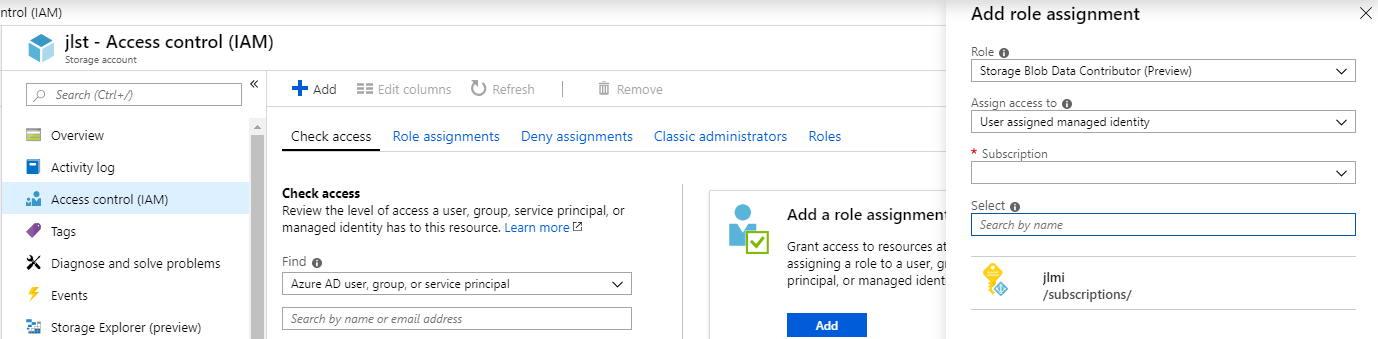 ntrol (IAM)
jlst - Access control (IAM)
Storage account
Search (Ctrl+/)
«
Overview
Activity log
Access control (IAM)
Tags
Diagnose and solve problems
Events
Storage Explorer (preview)
Add
Edit columns
Refresh
Remove
Check access
Role assignments
Deny assignments
Classic administrators
Roles
Check access
Review the level of access a user, group, service principal, or
managed identity has to this resource. Learn more
Find
Azure AD user, group, or service principal
Search by name or email address
Add a role assignment
Grant access to resources at
assigning a role to a user, gr
principal, or managed ident
Add
Add role assignment
Role
Storage Blob Data Contributor (Preview)
Assign access to
User assigned managed identity
* Subscription
Select
Search by name
jlmi
/subscriptions/